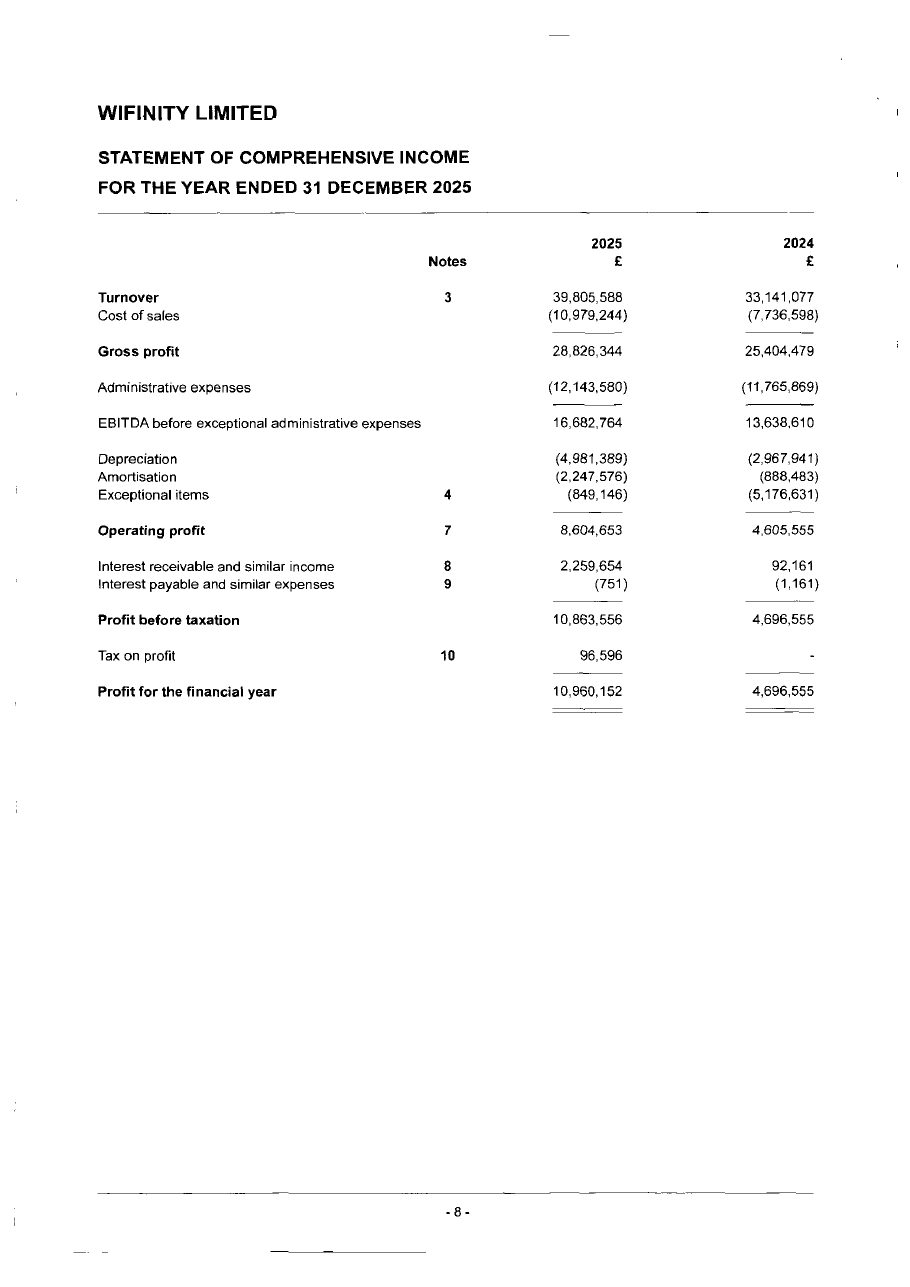 WIFINITY LIMITED
STATEMENT OF COMPREHENSIVE INCOME
FOR THE YEAR ENDED 31 DECEMBER 2025
2025 2024
Notes £ £
Turnover 3 39,805,588 33,141,077
Cost of sales (10,979,244) (7,736,598)
Gross profit 28,826,344 25,404,479
Administrative expenses (12,143,580) (11,765,869)
EBITDA before exceptional administrative expenses 16,682,764 13,638,610
Depreciation (4,981,389) (2,967,941)
Amortisation (2,247,576) (888,483)
Exceptional items 4 (849,146) (5,176,631)
Operating profit 7 8,604,653 4,605,555
Interest receivable and similar income 8 2,259,654 92,161
Interest payable and similar expenses 9 (751) (1,161)
Profit before taxation 10,863,556 4,696,555
Tax on profit 10 96,596 -
Profit for the financial year 10,960,152 4,696,555
- 8 -